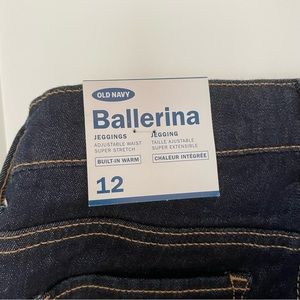 OLD NAVY
Ballerina
JEGGINGS JEGGING
ADJUSTABLE WAIST TAILLE AJUSTABLE
SUPER STRETCH SUPER EXTENSIBLE
BUILT-IN WARM CHALEUR INTÉGRÉE
12